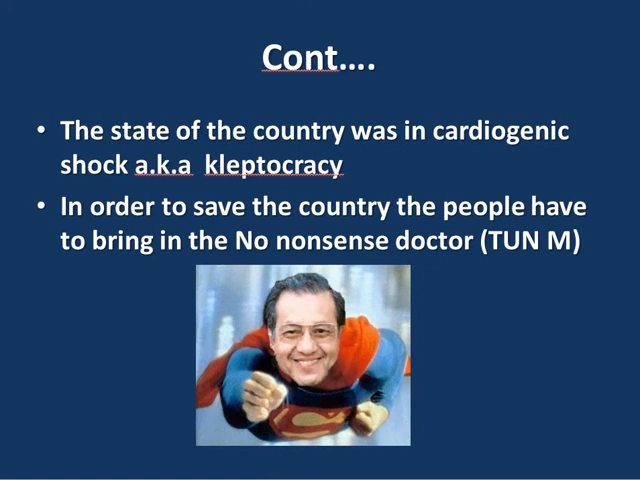 Cont....
• The state of the country was in cardiogenic
shock a.k.a  kleptocracy
• In order to save the country the people have
to bring in the No nonsense doctor (TUN M)